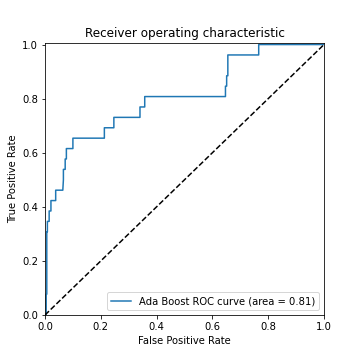 Receiver operating characteristic
True Positive Rate
1.0
0.8
0.6
0.4
0.2
0.0
Ada Boost ROC curve (area = 0.81)
0.0 0.2 0.4 0.6 0.8 1.0
False Positive Rate